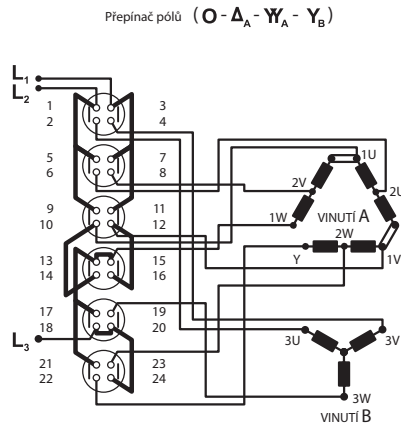 Přepínač pólů (O - Δ_A - YY_A - Y_B)
L1
L2
1 3
2 4
5 7
6 8
9 11
10 12
13 15
14 16
17 19
18 20
L3
21 23
22 24
1U
2V 2U
1W VINUTÍ A
2W
Y 1V
3U 3V
3W
VINUTÍ B